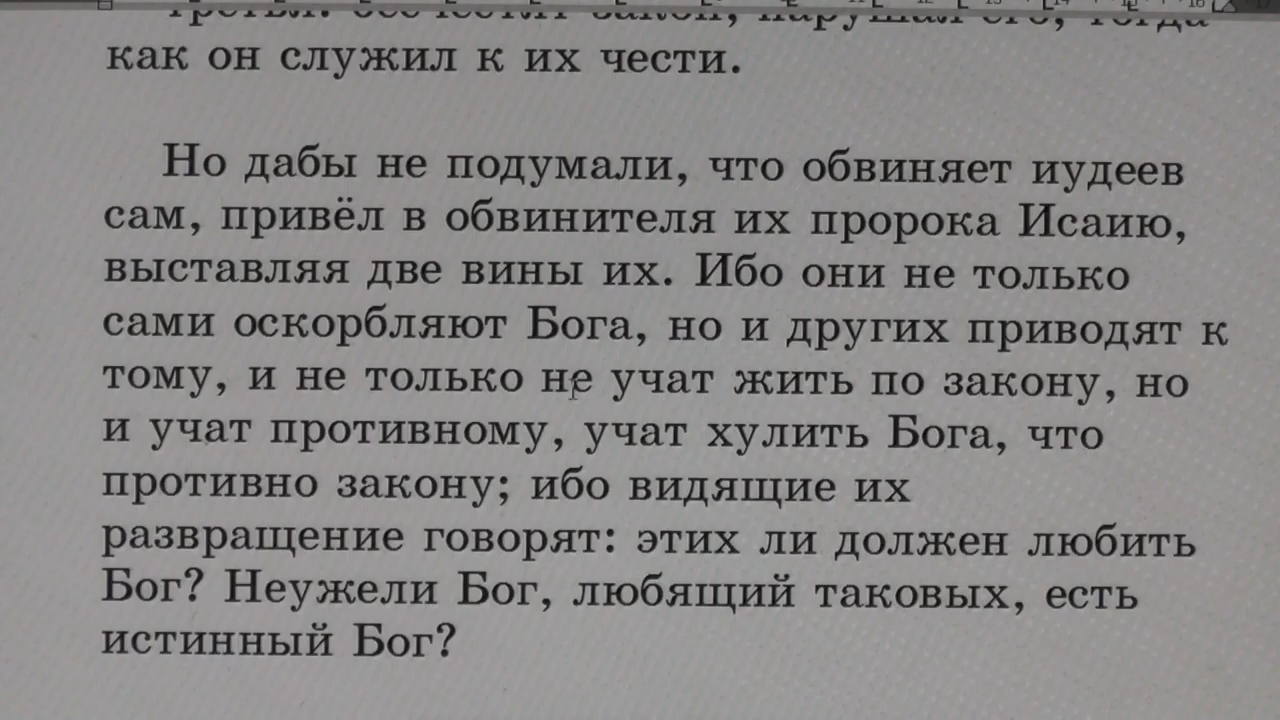 как он служил к их чести.
Но дабы не подумали, что обвиняет иудеев
сам, привёл в обвинителя их пророка Исаию,
выставляя две вины их. Ибо они не только
сами оскорбляют Бога, но и других приводят к
тому, и не только не учат жить по закону, но
и учат противному, учат хулить Бога, что
противно закону; ибо видящие их
развращение говорят: этих ли должен любить
Бог? Неужели Бог, любящий таковых, есть
истинный Бог?